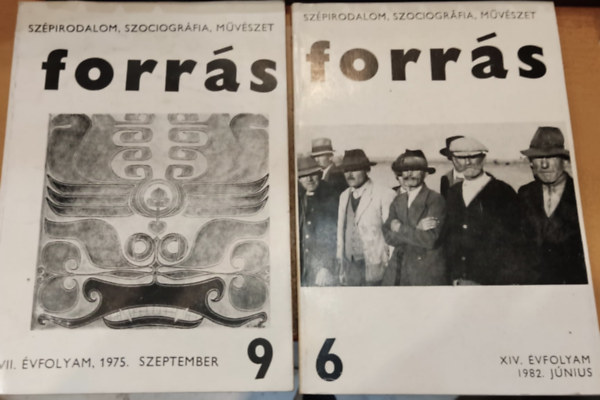 SZÉPIRODALOM, SZOCIOGRÁFIA, MŰVÉSZET
forrás
VII. ÉVFOLYAM, 1975. SZEPTEMBER
9
SZÉPIRODALOM, SZOCIOGRÁFIA, MŰVÉSZET
forrás
6
XIV. ÉVFOLYAM
1982. JÚNIUS